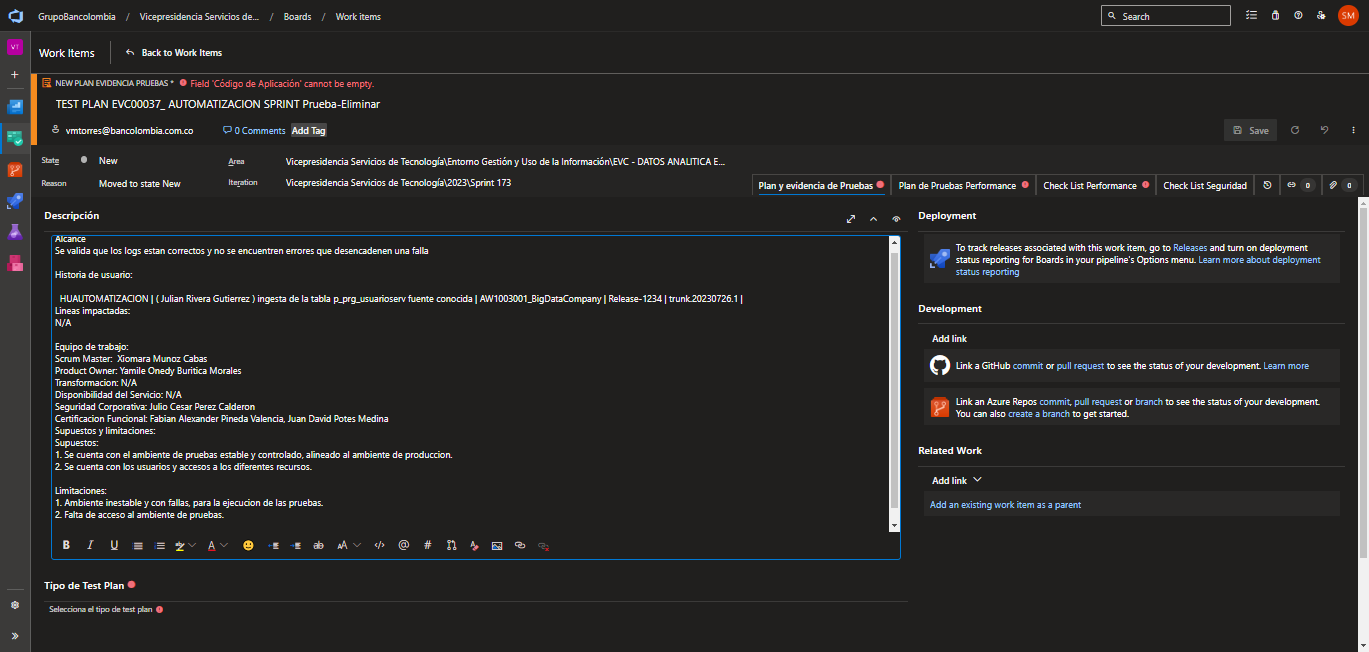 GrupoBancolombia / Vicepresidencia Servicios de... / Boards / Work items
Search
SM
VT
Work Items
Back to Work Items
NEW PLAN EVIDENCIA PRUEBAS * Field 'Código de Aplicación' cannot be empty.
TEST PLAN EVC00037_ AUTOMATIZACION SPRINT Prueba-Eliminar
vmtorres@bancolombia.com.co
0 Comments
Add Tag
Save
State
New
Area
Vicepresidencia Servicios de Tecnología\Entorno Gestión y Uso de la Información\EVC - DATOS ANALITICA E...
Reason
Moved to state New
Iteration
Vicepresidencia Servicios de Tecnología\2023\Sprint 173
Plan y evidencia de Pruebas
Plan de Pruebas Performance
Check List Performance
Check List Seguridad
0
0
Descripción
Alcance
Se valida que los logs estan correctos y no se encuentren errores que desencadenen una falla
Historia de usuario:
HUAUTOMATIZACION | ( Julian Rivera Gutierrez ) ingesta de la tabla p_prg_usuarioserv fuente conocida | AW1003001_BigDataCompany | Release-1234 | trunk.20230726.1 |
Lineas impactadas:
N/A
Equipo de trabajo:
Scrum Master: Xiomara Munoz Cabas
Product Owner: Yamile Onedy Buritica Morales
Transformacion: N/A
Disponibilidad del Servicio: N/A
Seguridad Corporativa: Julio Cesar Perez Calderon
Certificacion Funcional: Fabian Alexander Pineda Valencia, Juan David Potes Medina
Supuestos y limitaciones:
Supuestos:
1. Se cuenta con el ambiente de pruebas estable y controlado, alineado al ambiente de produccion.
2. Se cuenta con los usuarios y accesos a los diferentes recursos.
Limitaciones:
1. Ambiente inestable y con fallas, para la ejecucion de las pruebas.
2. Falta de acceso al ambiente de pruebas.
Tipo de Test Plan
Selecciona el tipo de test plan
Deployment
To track releases associated with this work item, go to Releases and turn on deployment
status reporting for Boards in your pipeline's Options menu. Learn more about deployment
status reporting
Development
Add link
Link a GitHub commit or pull request to see the status of your development. Learn more
Link an Azure Repos commit, pull request or branch to see the status of your development.
You can also create a branch to get started.
Related Work
Add link
Add an existing work item as a parent